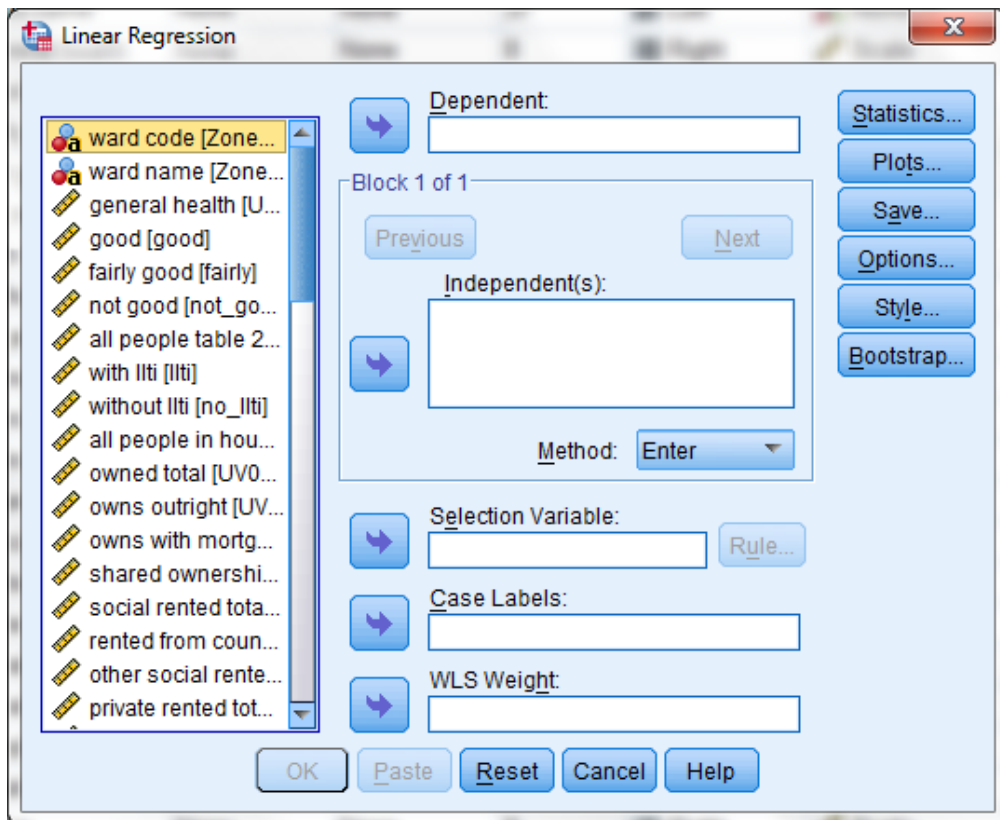 Linear Regression
ward code [Zone...
ward name [Zone...
general health [U...
good [good]
fairly good [fairly]
not good [not_go...
all people table 2...
with llti [llti]
without llti [no_llti]
all people in hou...
owned total [UV0...
owns outright [UV...
owns with mortg...
shared ownershi...
social rented tota...
rented from coun...
other social rente...
private rented tot...
Dependent:
Block 1 of 1
Previous Next
Independent(s):
Method: Enter
Selection Variable:
Rule...
Case Labels:
WLS Weight:
Statistics...
Plots...
Save...
Options...
Style...
Bootstrap...
OK Paste Reset Cancel Help